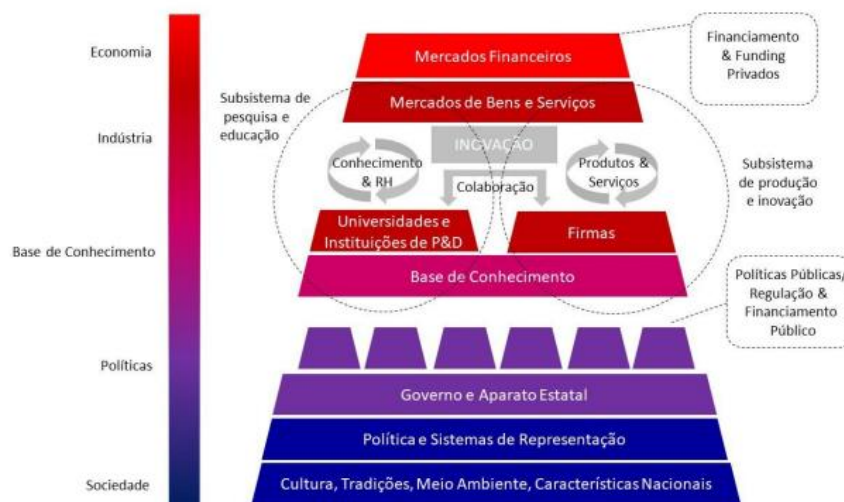 Economia
Indústria
Base de Conhecimento
Políticas
Sociedade
Mercados Financeiros
Financiamento
& Funding
Privados
Mercados de Bens e Serviços
Subsistema de
pesquisa e
educação
INOVAÇÃO
Conhecimento
& RH
Colaboração
Produtos &
Serviços
Subsistema
de produção
e inovação
Universidades e
Instituições de P&D
Firmas
Base de Conhecimento
Políticas Públicas/
Regulação &
Financiamento
Público
Governo e Aparato Estatal
Política e Sistemas de Representação
Cultura, Tradições, Meio Ambiente, Características Nacionais